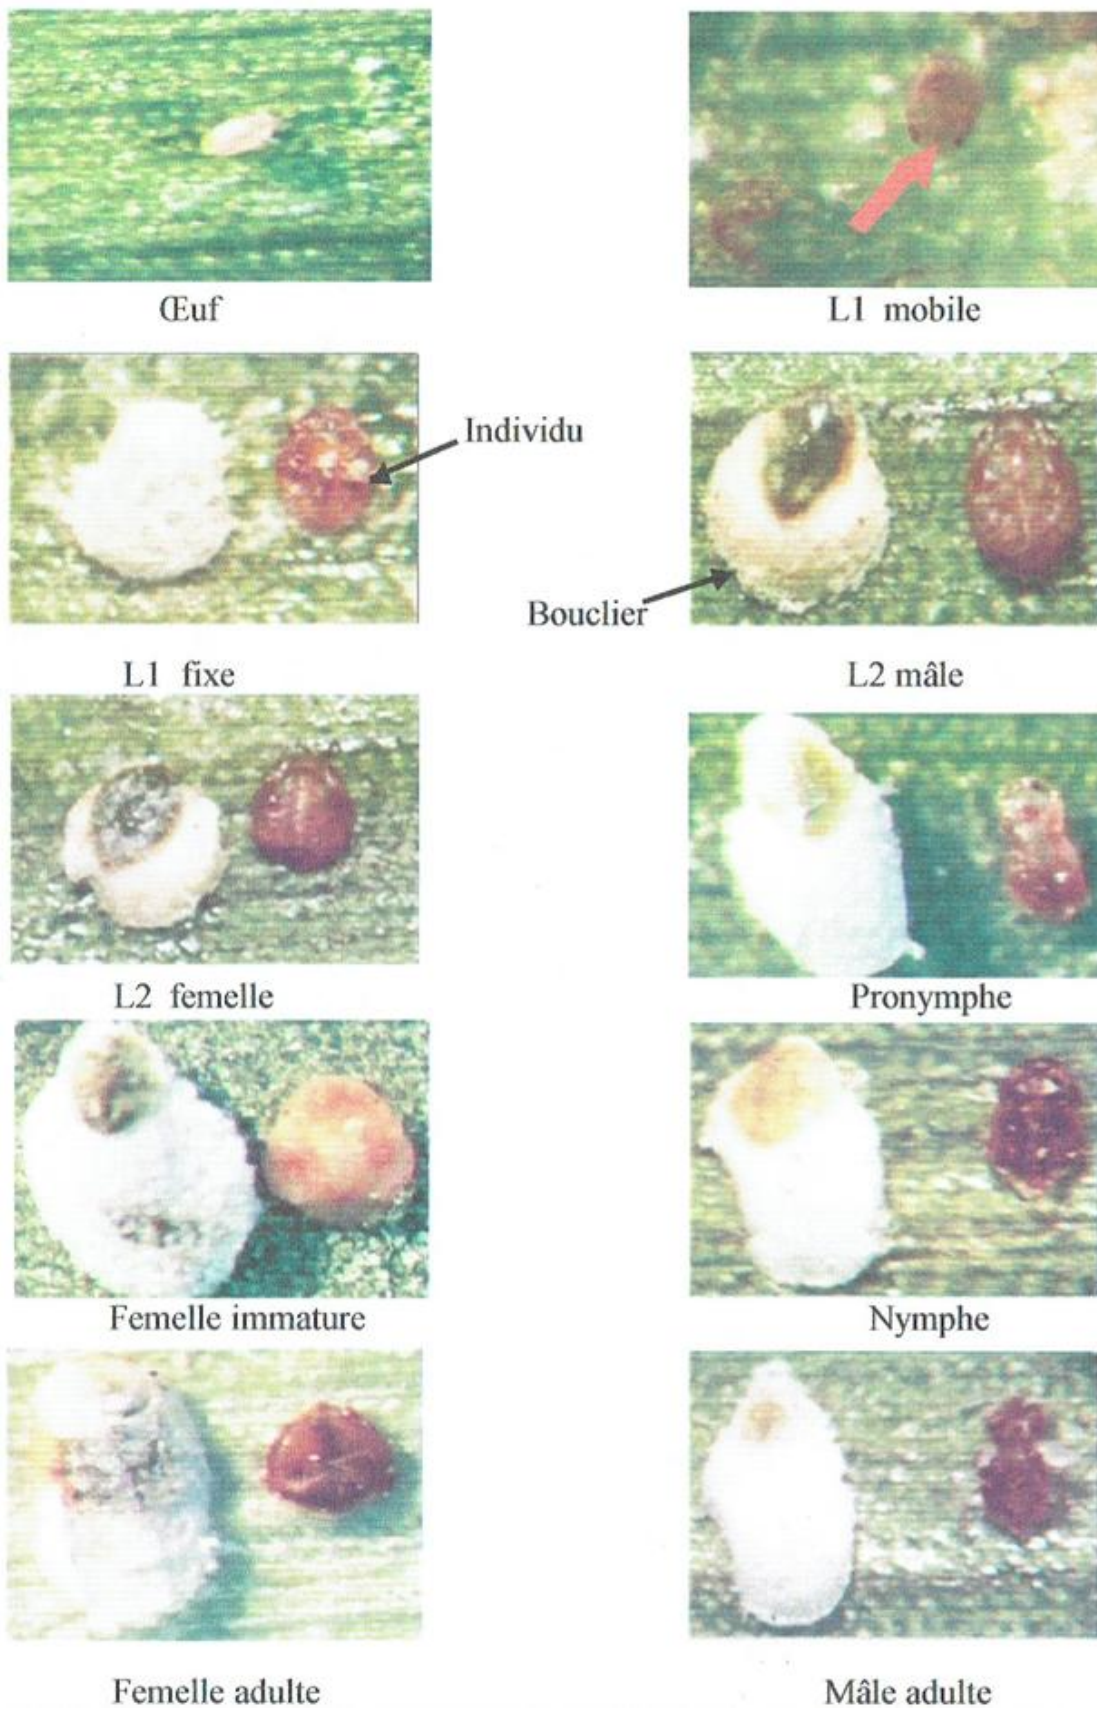 Œuf
L1 mobile
Individu
Bouclier
L1 fixe
L2 mâle
L2 femelle
Pronymphe
Femelle immature
Nymphe
Femelle adulte
Mâle adulte